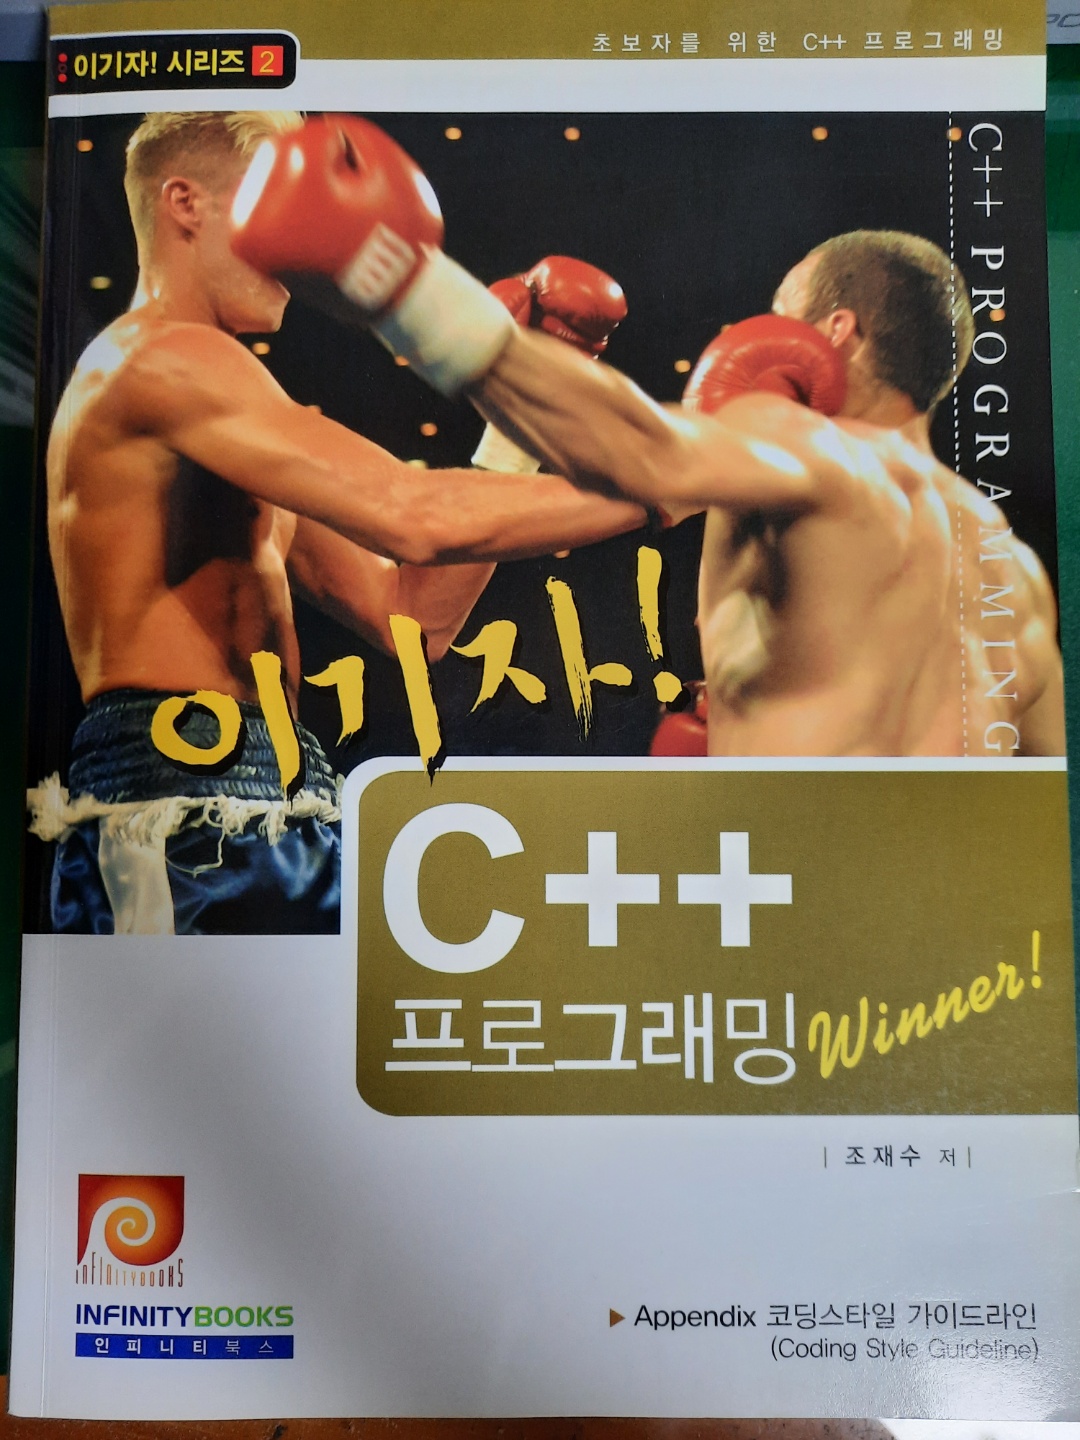 이기자! 시리즈 2
초보자를 위한 C++ 프로그래밍
C++ PROGRAMMING
이기자!
C++
프로그래밍 Winner!
| 조재수 저 |
INFINITYBOOKS
INFINITYBOOKS
인피니티북스
▶ Appendix 코딩스타일 가이드라인
(Coding Style Guideline)